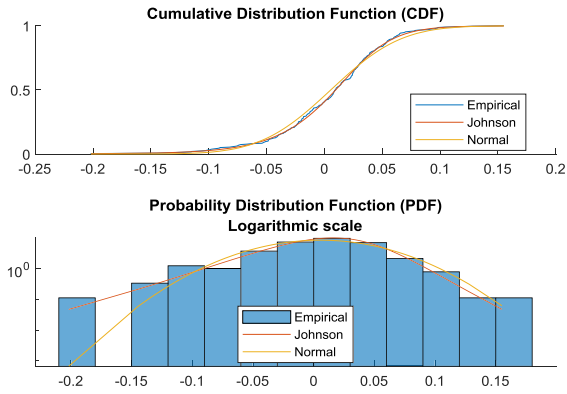 Cumulative Distribution Function (CDF)
1
0.5
0
Empirical
Johnson
Normal
-0.25 -0.2 -0.15 -0.1 -0.05 0 0.05 0.1 0.15 0.2
Probability Distribution Function (PDF)
Logarithmic scale
10^0
Empirical
Johnson
Normal
-0.2 -0.15 -0.1 -0.05 0 0.05 0.1 0.15